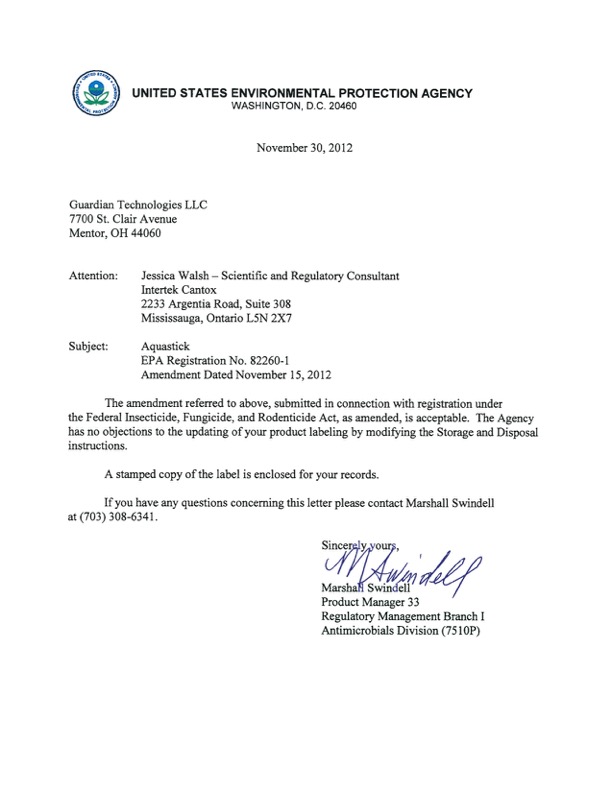 UNITED STATES ENVIRONMENTAL PROTECTION AGENCY
WASHINGTON, D.C. 20460
November 30, 2012
Guardian Technologies LLC
7700 St. Clair Avenue
Mentor, OH 44060
Attention: Jessica Walsh – Scientific and Regulatory Consultant
Intertek Cantox
2233 Argentia Road, Suite 308
Mississauga, Ontario L5N 2X7
Subject: Aquastick
EPA Registration No. 82260-1
Amendment Dated November 15, 2012
The amendment referred to above, submitted in connection with registration under
the Federal Insecticide, Fungicide, and Rodenticide Act, as amended, is acceptable. The Agency
has no objections to the updating of your product labeling by modifying the Storage and Disposal
instructions.
A stamped copy of the label is enclosed for your records.
If you have any questions concerning this letter please contact Marshall Swindell
at (703) 308-6341.
Sincerely yours,
M Swindell
Marshall Swindell
Product Manager 33
Regulatory Management Branch I
Antimicrobials Division (7510P)